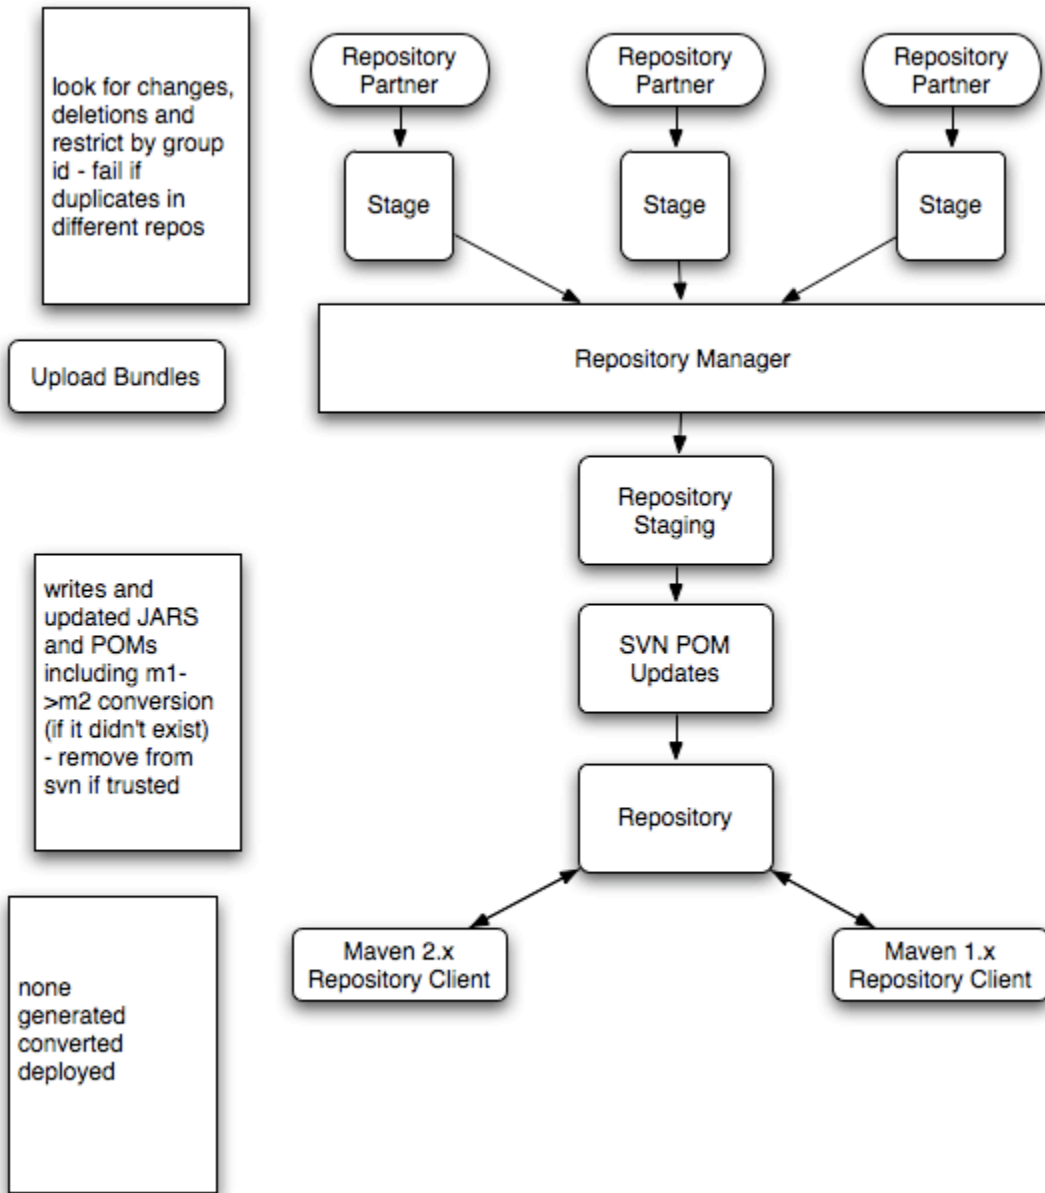 look for changes,
deletions and
restrict by group
id - fail if
duplicates in
different repos
Repository
Partner
Repository
Partner
Repository
Partner
Stage
Stage
Stage
Repository Manager
Upload Bundles
Repository
Staging
writes and
updated JARS
and POMs
including m1-
>m2 conversion
(if it didn't exist)
- remove from
svn if trusted
SVN POM
Updates
Repository
Maven 2.x
Repository Client
Maven 1.x
Repository Client
none
generated
converted
deployed